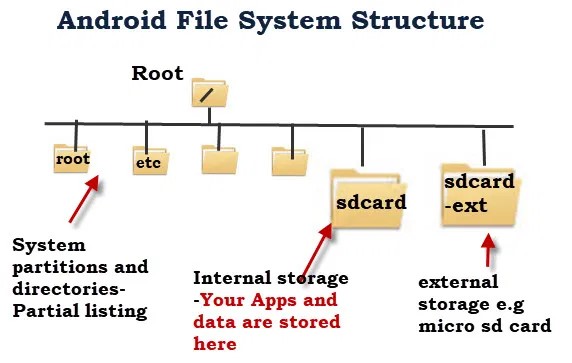 Android File System Structure
Root
/
root
etc
sdcard
sdcard
-ext
System
partitions and
directories-
Partial listing
Internal storage
-Your Apps and
data are stored
here
external
storage e.g
micro sd card